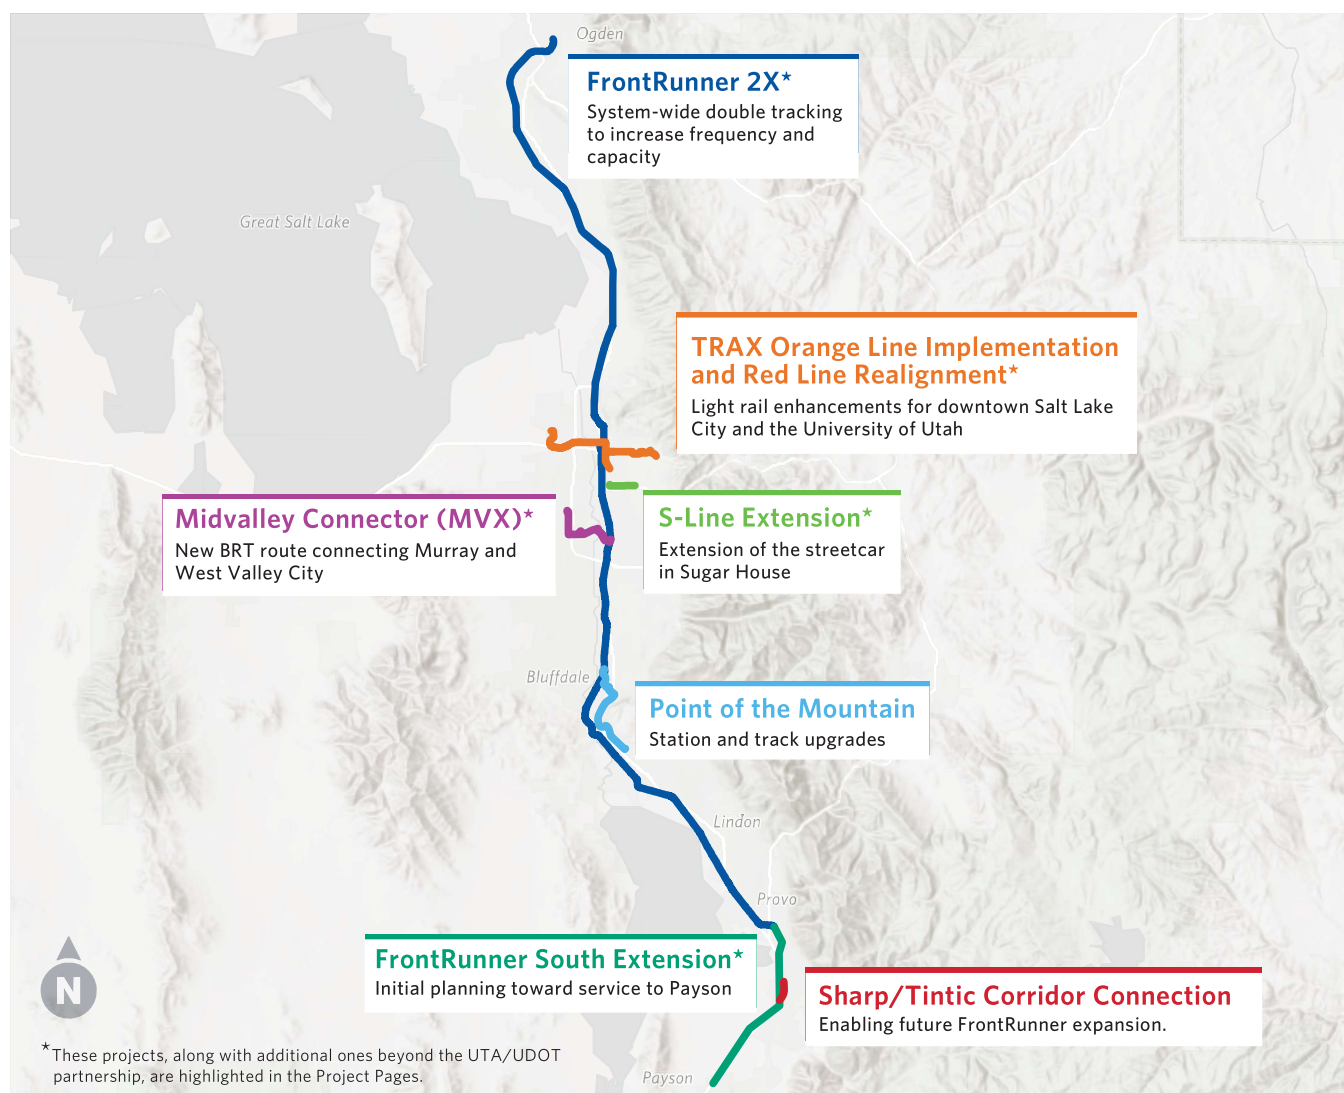 Ogden
FrontRunner 2X*
System-wide double tracking
to increase frequency and
capacity
Great Salt Lake
TRAX Orange Line Implementation
and Red Line Realignment*
Light rail enhancements for downtown Salt Lake
City and the University of Utah
Midvalley Connector (MVX)*
New BRT route connecting Murray and
West Valley City
S-Line Extension*
Extension of the streetcar
in Sugar House
Bluffdale
Point of the Mountain
Station and track upgrades
Lindon
Provo
FrontRunner South Extension*
Initial planning toward service to Payson
Sharp/Tintic Corridor Connection
Enabling future FrontRunner expansion.
N
*These projects, along with additional ones beyond the UTA/UDOT
partnership, are highlighted in the Project Pages.
Payson